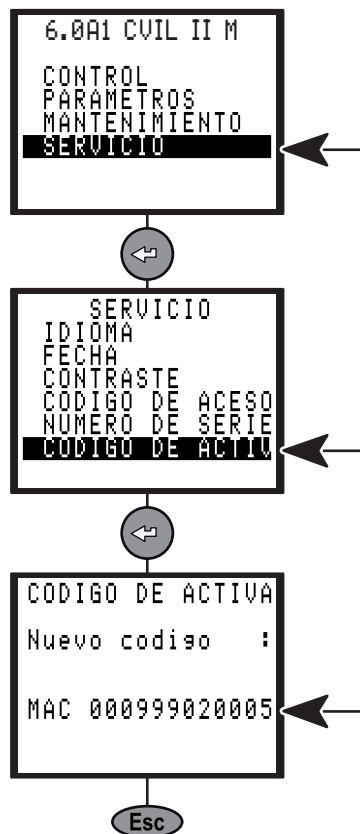 6.0A1 CVIL II M
CONTROL
PARAMETROS
MANTENIMIENTO
SERVICIO
SERVICIO
IDIOMA
FECHA
CONTRASTE
CODIGO DE ACESO
NUMERO DE SERIE
CODIGO DE ACTIV
CODIGO DE ACTIVA
Nuevo codigo :
MAC 000999020005
Esc